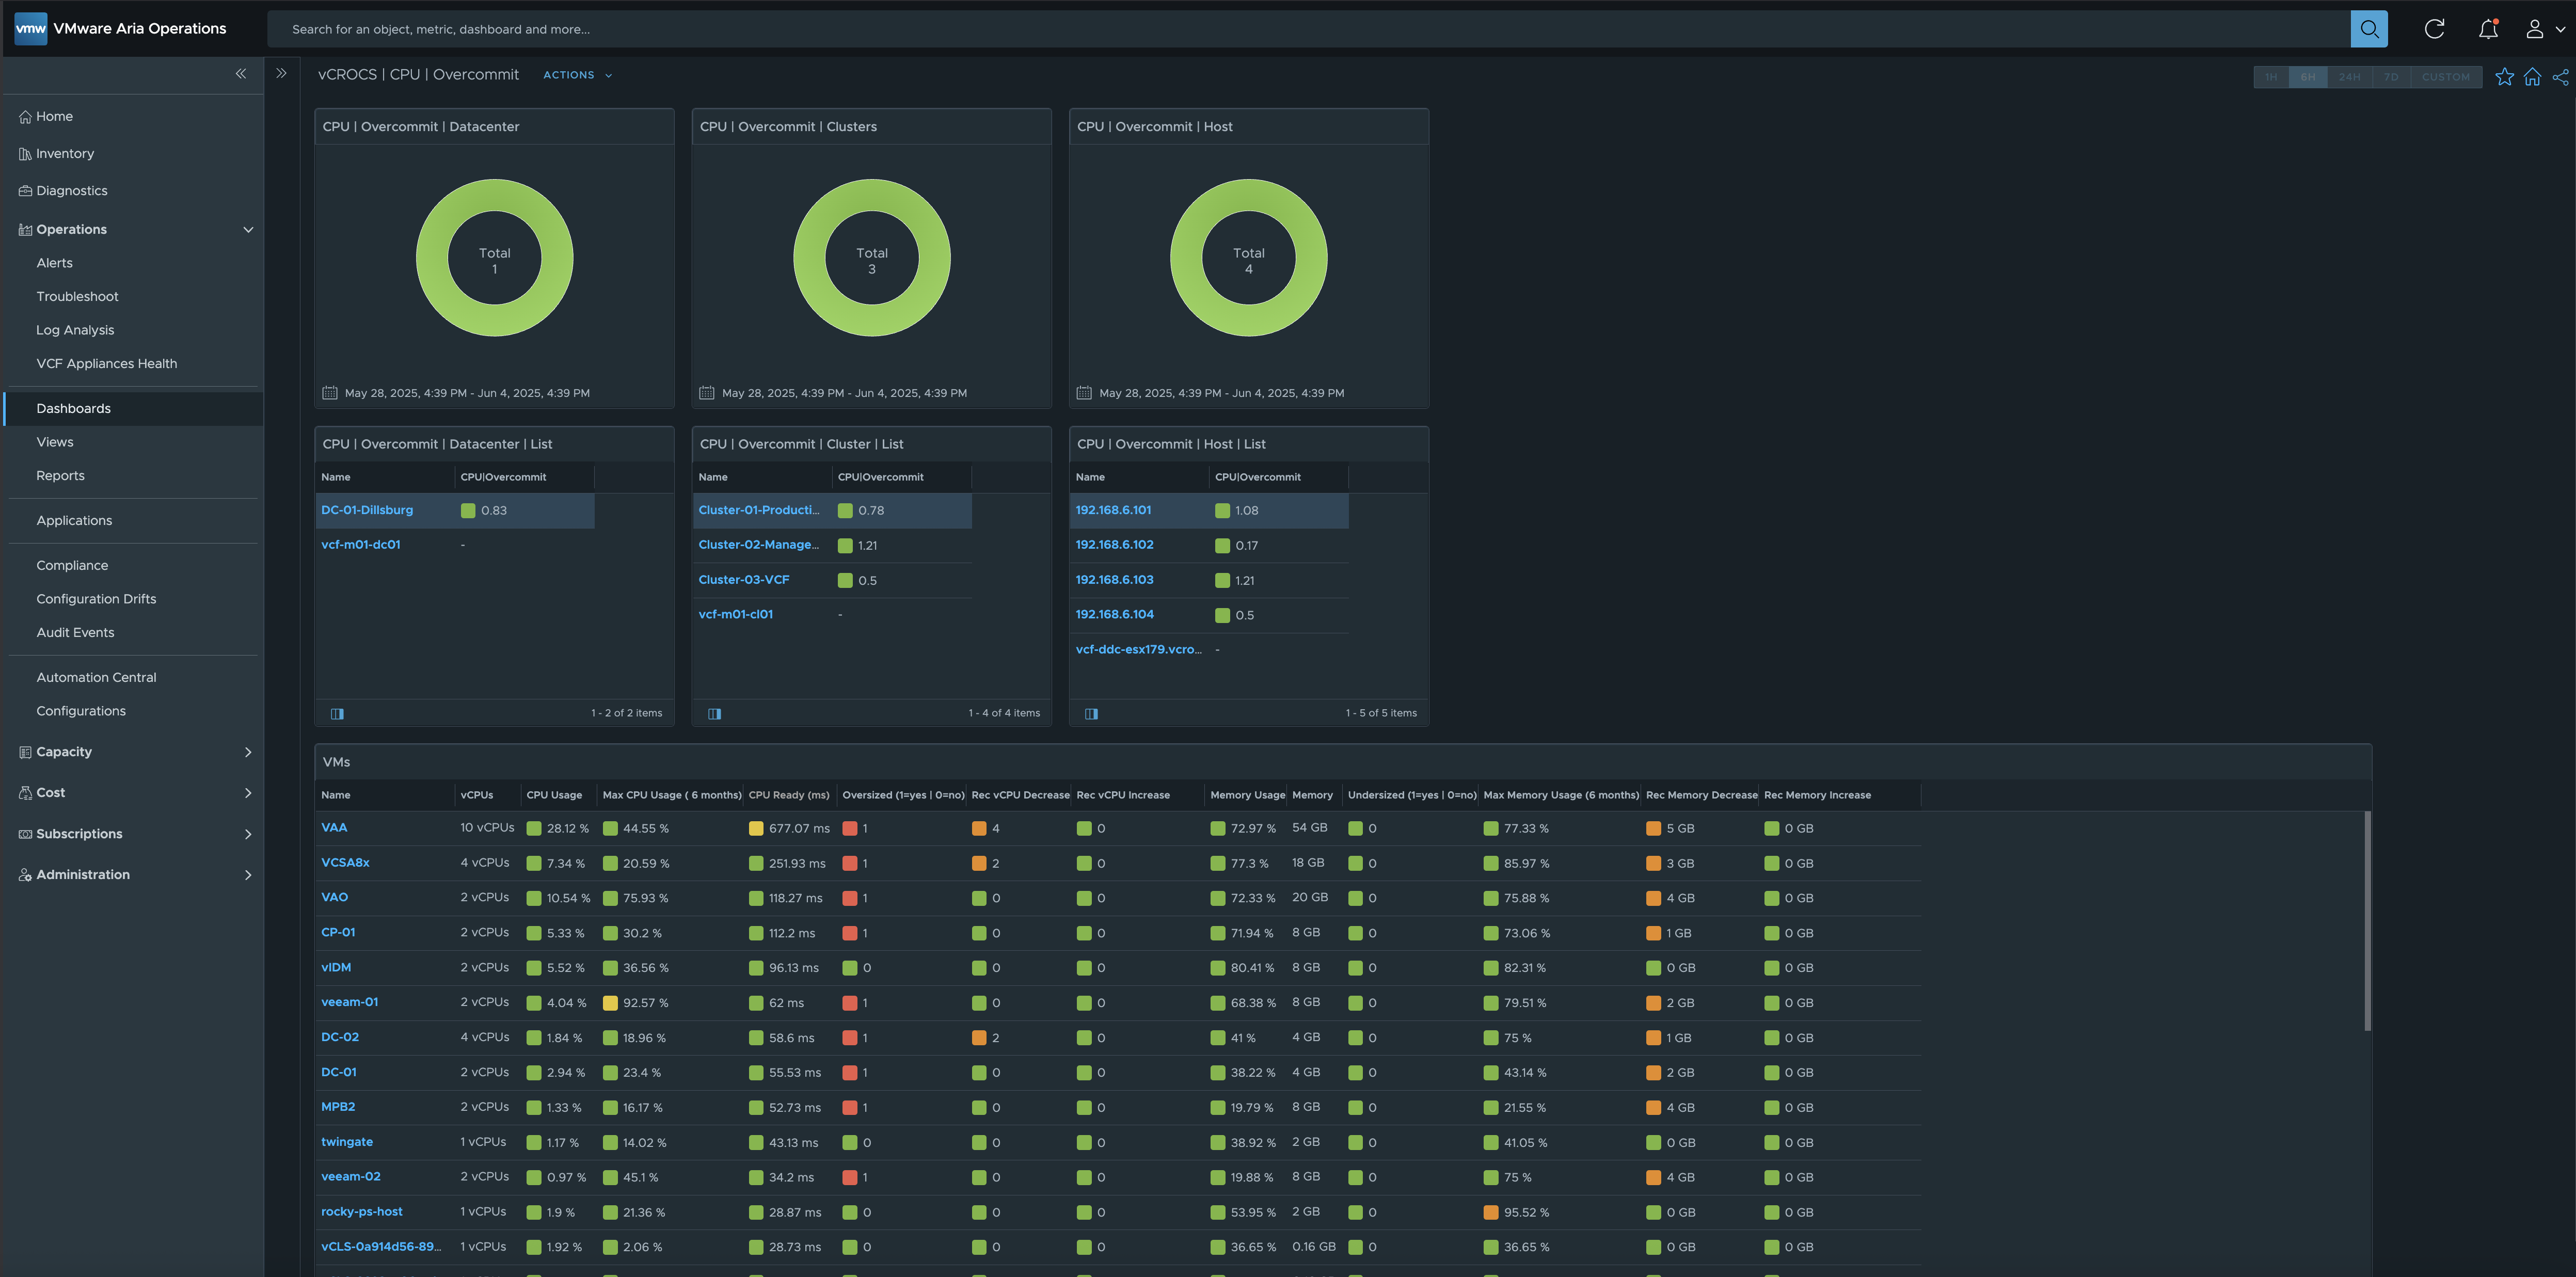 vmw VMware Aria Operations
Search for an object, metric, dashboard and more...
vCROCS | CPU | Overcommit ACTIONS
1H 6H 24H 7D CUSTOM
Home
Inventory
Diagnostics
Operations
Alerts
Troubleshoot
Log Analysis
VCF Appliances Health
Dashboards
Views
Reports
Applications
Compliance
Configuration Drifts
Audit Events
Automation Central
Configurations
Capacity
Cost
Subscriptions
Administration
CPU | Overcommit | Datacenter
Total
1
May 28, 2025, 4:39 PM - Jun 4, 2025, 4:39 PM
CPU | Overcommit | Clusters
Total
3
May 28, 2025, 4:39 PM - Jun 4, 2025, 4:39 PM
CPU | Overcommit | Host
Total
4
May 28, 2025, 4:39 PM - Jun 4, 2025, 4:39 PM
CPU | Overcommit | Datacenter | List
Name CPU|Overcommit
DC-01-Dillsburg 0.83
vcf-m01-dc01 -
1 - 2 of 2 items
CPU | Overcommit | Cluster | List
Name CPU|Overcommit
Cluster-01-Producti... 0.78
Cluster-02-Manage... 1.21
Cluster-03-VCF 0.5
vcf-m01-cl01 -
1 - 4 of 4 items
CPU | Overcommit | Host | List
Name CPU|Overcommit
192.168.6.101 1.08
192.168.6.102 0.17
192.168.6.103 1.21
192.168.6.104 0.5
vcf-ddc-esx179.vcro... -
1 - 5 of 5 items
VMs
Name vCPUs CPU Usage Max CPU Usage ( 6 months) CPU Ready (ms) Oversized (1=yes | 0=no) Rec vCPU Decrease Rec vCPU Increase Memory Usage Memory Undersized (1=yes | 0=no) Max Memory Usage (6 months) Rec Memory Decrease Rec Memory Increase
VAA 10 vCPUs 28.12 % 44.55 % 677.07 ms 1 4 0 72.97 % 54 GB 0 77.33 % 5 GB 0 GB
VCSA8x 4 vCPUs 7.34 % 20.59 % 251.93 ms 1 2 0 77.3 % 18 GB 0 85.97 % 3 GB 0 GB
VAO 2 vCPUs 10.54 % 75.93 % 118.27 ms 1 0 0 72.33 % 20 GB 0 75.88 % 4 GB 0 GB
CP-01 2 vCPUs 5.33 % 30.2 % 112.2 ms 1 0 0 71.94 % 8 GB 0 73.06 % 1 GB 0 GB
vIDM 2 vCPUs 5.52 % 36.56 % 96.13 ms 0 0 0 80.41 % 8 GB 0 82.31 % 0 GB 0 GB
veeam-01 2 vCPUs 4.04 % 92.57 % 62 ms 1 0 0 68.38 % 8 GB 0 79.51 % 2 GB 0 GB
DC-02 4 vCPUs 1.84 % 18.96 % 58.6 ms 1 2 0 41 % 4 GB 0 75 % 1 GB 0 GB
DC-01 2 vCPUs 2.94 % 23.4 % 55.53 ms 1 0 0 38.22 % 4 GB 0 43.14 % 2 GB 0 GB
MPB2 2 vCPUs 1.33 % 16.17 % 52.73 ms 1 0 0 19.79 % 8 GB 0 21.55 % 4 GB 0 GB
twingate 1 vCPUs 1.17 % 14.02 % 43.13 ms 0 0 0 38.92 % 2 GB 0 41.05 % 0 GB 0 GB
veeam-02 2 vCPUs 0.97 % 45.1 % 34.2 ms 1 0 0 19.88 % 8 GB 0 75 % 4 GB 0 GB
rocky-ps-host 1 vCPUs 1.9 % 21.36 % 28.87 ms 0 0 0 53.95 % 2 GB 0 95.52 % 0 GB 0 GB
vCLS-0a914d56-89... 1 vCPUs 1.92 % 2.06 % 28.73 ms 0 0 0 36.65 % 0.16 GB 0 36.65 % 0 GB 0 GB